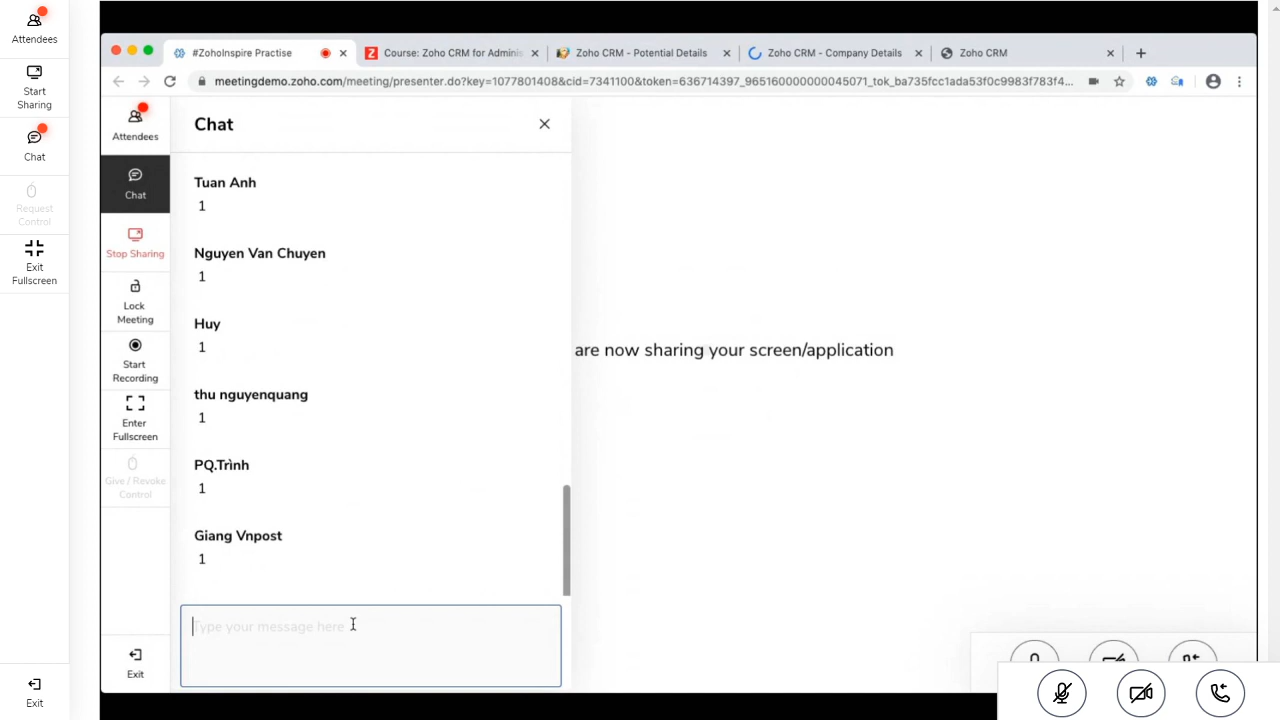 Attendees
Start
Sharing
Chat
Request
Control
Exit
Fullscreen
Exit
#ZohoInspire Practise
Course: Zoho CRM for Adminis
Zoho CRM - Potential Details
Zoho CRM - Company Details
Zoho CRM
meetingdemo.zoho.com/meeting/presenter.do?key=1077801408&cid=7341100&token=636714397_965160000000045071_tok_ba735fcc1ada53f0c9983f783f4...
Attendees
Chat
Stop Sharing
Lock
Meeting
Start
Recording
Enter
Fullscreen
Give / Revoke
Control
Exit
Chat
Tuan Anh
1
Nguyen Van Chuyen
1
Huy
1
thu nguyenquang
1
PQ.Trình
1
Giang Vnpost
1
Type your message here
are now sharing your screen/application